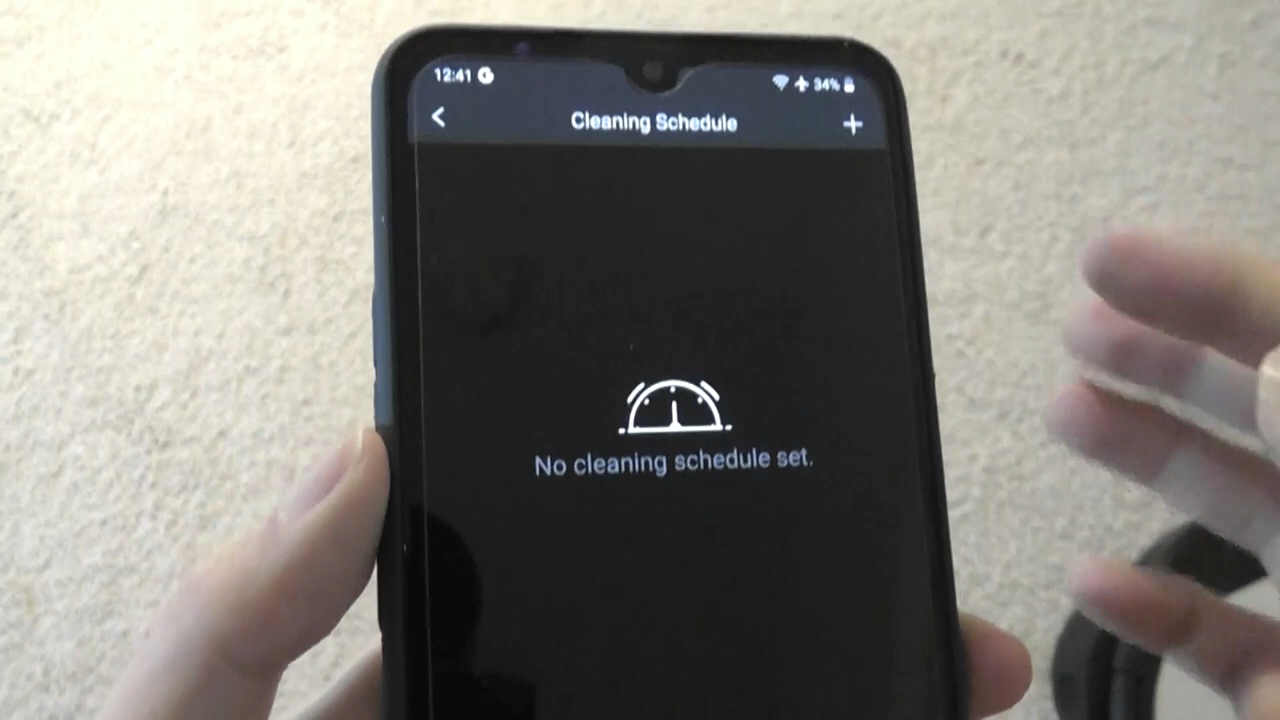 12:41 34%
< Cleaning Schedule +
No cleaning schedule set.